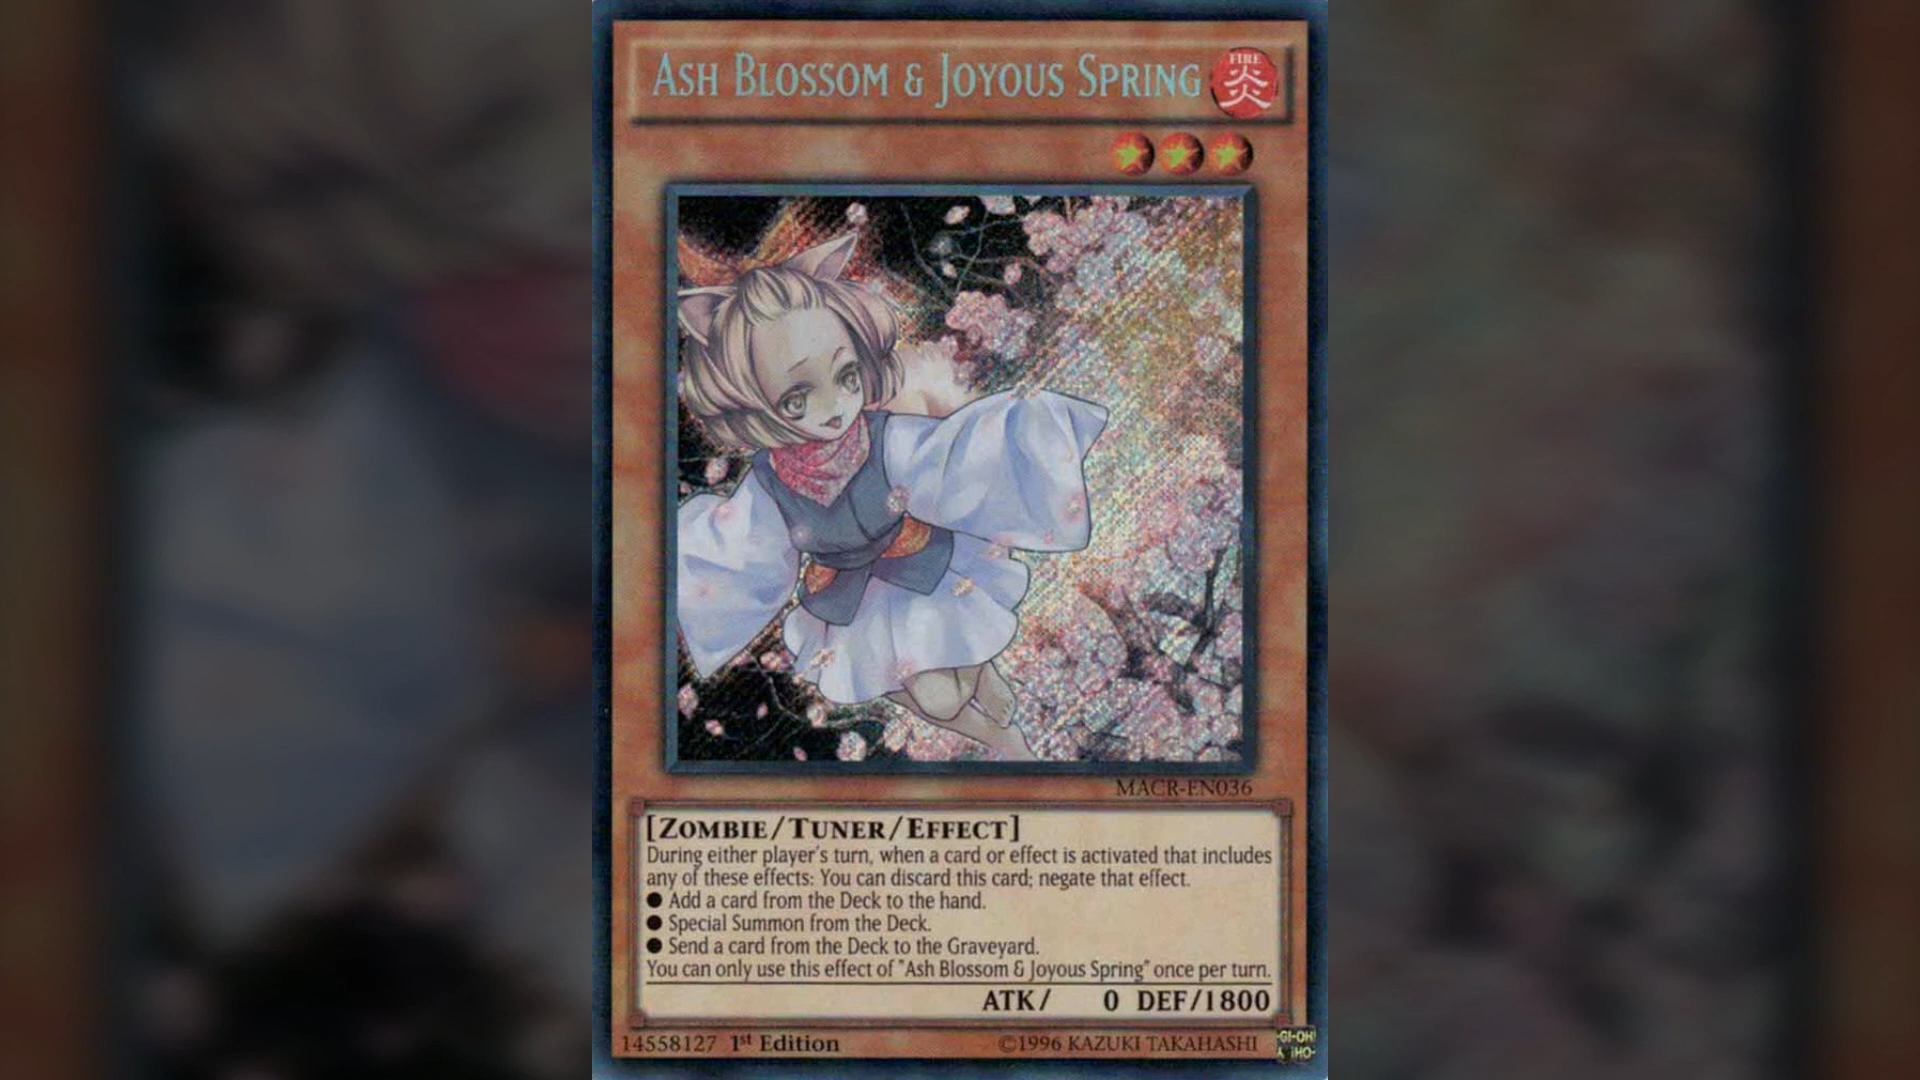 ASH BLOSSOM & JOYOUS SPRING
FIRE
炎
MACR-EN036
[ZOMBIE/TUNER/EFFECT]
During either player's turn, when a card or effect is activated that includes
any of these effects: You can discard this card; negate that effect.
● Add a card from the Deck to the hand.
● Special Summon from the Deck.
● Send a card from the Deck to the Graveyard.
You can only use this effect of "Ash Blossom & Joyous Spring" once per turn.
ATK/ 0 DEF/1800
14558127 1st Edition ©1996 KAZUKI TAKAHASHI